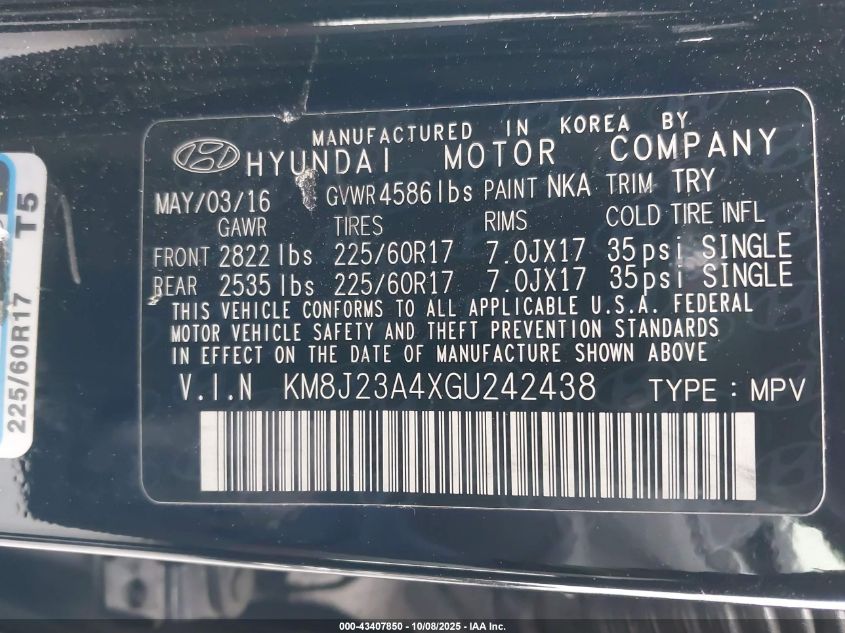 MANUFACTURED IN KOREA BY.
HYUNDAI MOTOR COMPANY
MAY/03/16 GVWR 4586 lbs PAINT NKA TRIM TRY
GAWR TIRES RIMS COLD TIRE INFL
FRONT 2822 lbs 225/60R17 7.0JX17 35psi SINGLE
REAR 2535 lbs 225/60R17 7.0JX17 35psi SINGLE
THIS VEHICLE CONFORMS TO ALL APPLICABLE U.S.A. FEDERAL
MOTOR VEHICLE SAFETY AND THEFT PREVENTION STANDARDS
IN EFFECT ON THE DATE OF MANUFACTURE SHOWN ABOVE
V.I.N KM8J23A4XGU242438 TYPE : MPV
225/60R17 T5
000-43407850 - 10/08/2025 - IAA Inc.